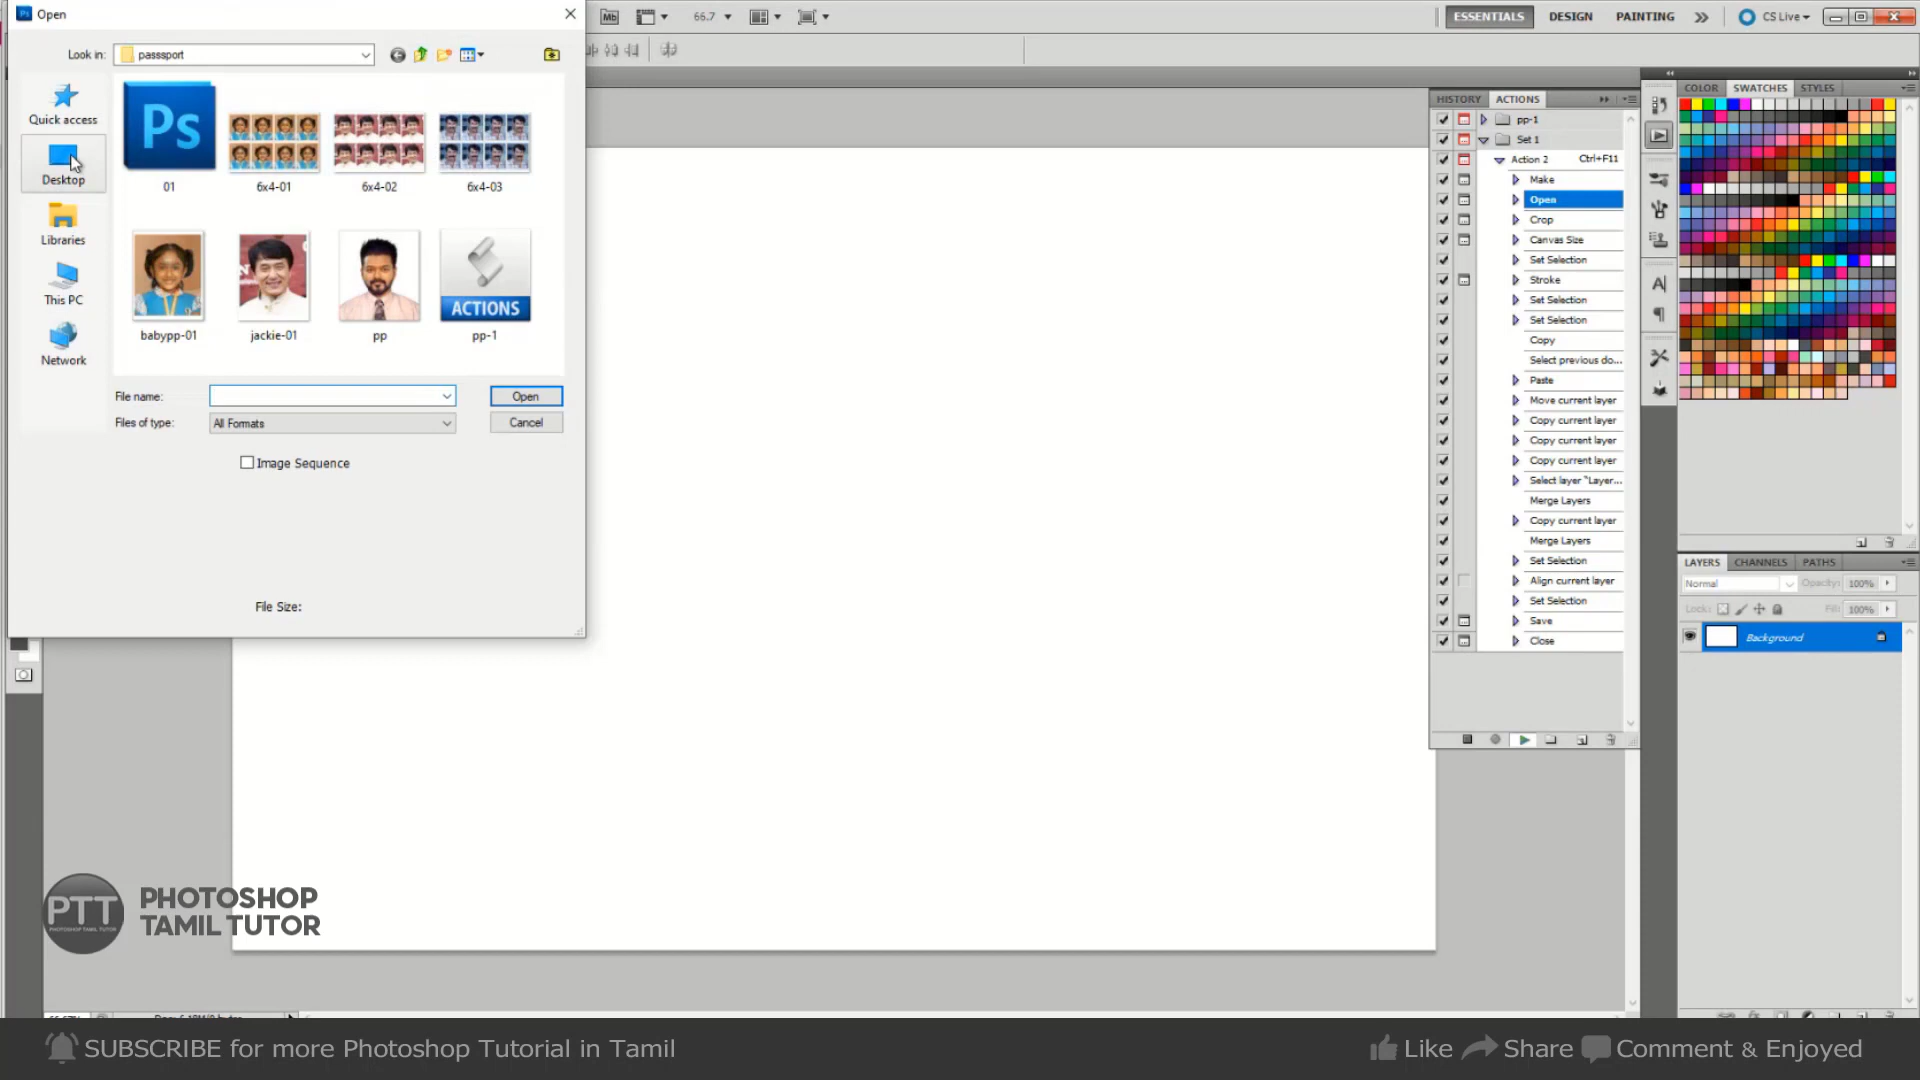 Open
Mb
66.7
ESSENTIALS
DESIGN
PAINTING
CS Live
Look in:
passsport
Quick access
Desktop
Libraries
This PC
Network
Ps
01
6x4-01
6x4-02
6x4-03
babypp-01
jackie-01
pp
ACTIONS
pp-1
File name:
Open
Files of type:
All Formats
Cancel
Image Sequence
File Size:
HISTORY
ACTIONS
pp-1
Set 1
Action 2
Ctrl+F11
Make
Open
Crop
Canvas Size
Set Selection
Stroke
Set Selection
Set Selection
Copy
Select previous do...
Paste
Move current layer
Copy current layer
Copy current layer
Copy current layer
Select layer "Layer...
Merge Layers
Copy current layer
Merge Layers
Set Selection
Align current layer
Set Selection
Save
Close
COLOR
SWATCHES
STYLES
LAYERS
CHANNELS
PATHS
Normal
Opacity:
100%
Lock:
Fill:
100%
Background
PTT
PHOTOSHOP TAMIL TUTOR
PHOTOSHOP
TAMIL TUTOR
SUBSCRIBE for more Photoshop Tutorial in Tamil
Like
Share
Comment & Enjoyed